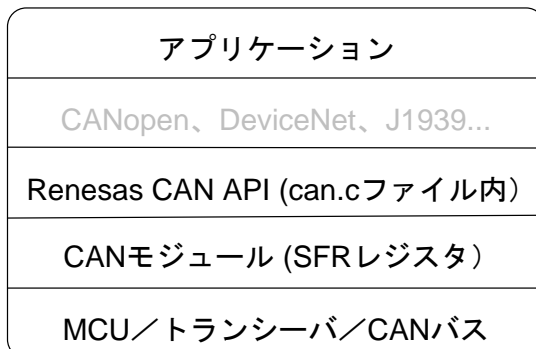 アプリケーション
CANopen、DeviceNet、J1939...
Renesas CAN API (can.cファイル内）
CANモジュール (SFRレジスタ）
MCU／トランシーバ／CANバス